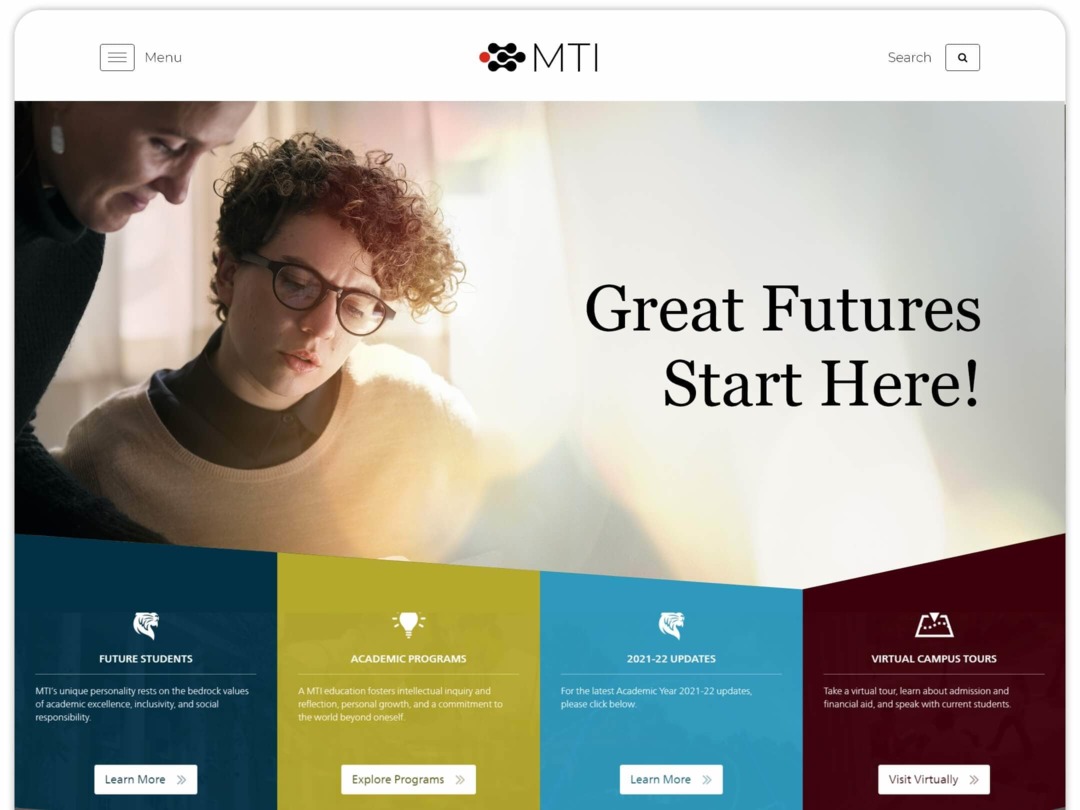 Menu
MTI
Search
Great Futures
Start Here!
FUTURE STUDENTS
MTI's unique personality rests on the bedrock values
of academic excellence, inclusivity, and social
responsibility.
Learn More
ACADEMIC PROGRAMS
A MTI education fosters intellectual inquiry and
reflection, personal growth, and a commitment to
the world beyond oneself.
Explore Programs
2021-22 UPDATES
For the latest Academic Year 2021-22 updates,
please click below.
Learn More
VIRTUAL CAMPUS TOURS
Take a virtual tour, learn about admission and
financial aid, and speak with current students.
Visit Virtually